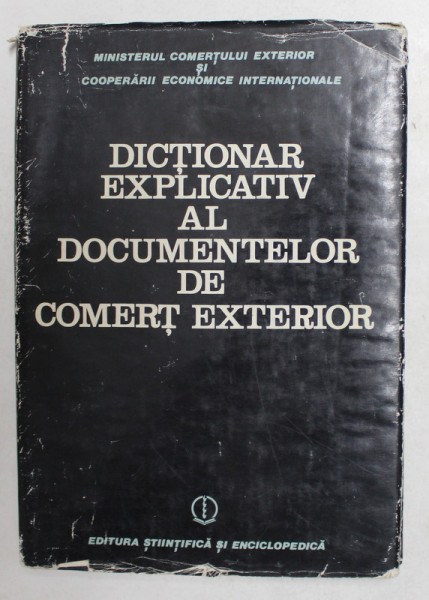 MINISTERUL COMERȚULUI EXTERIOR
ȘI
COOPERĂRII ECONOMICE INTERNAȚIONALE
DICȚIONAR
EXPLICATIV
AL
DOCUMENTELOR
DE
COMERȚ EXTERIOR
EDITURA ȘTIINȚIFICĂ ȘI ENCICLOPEDICĂ